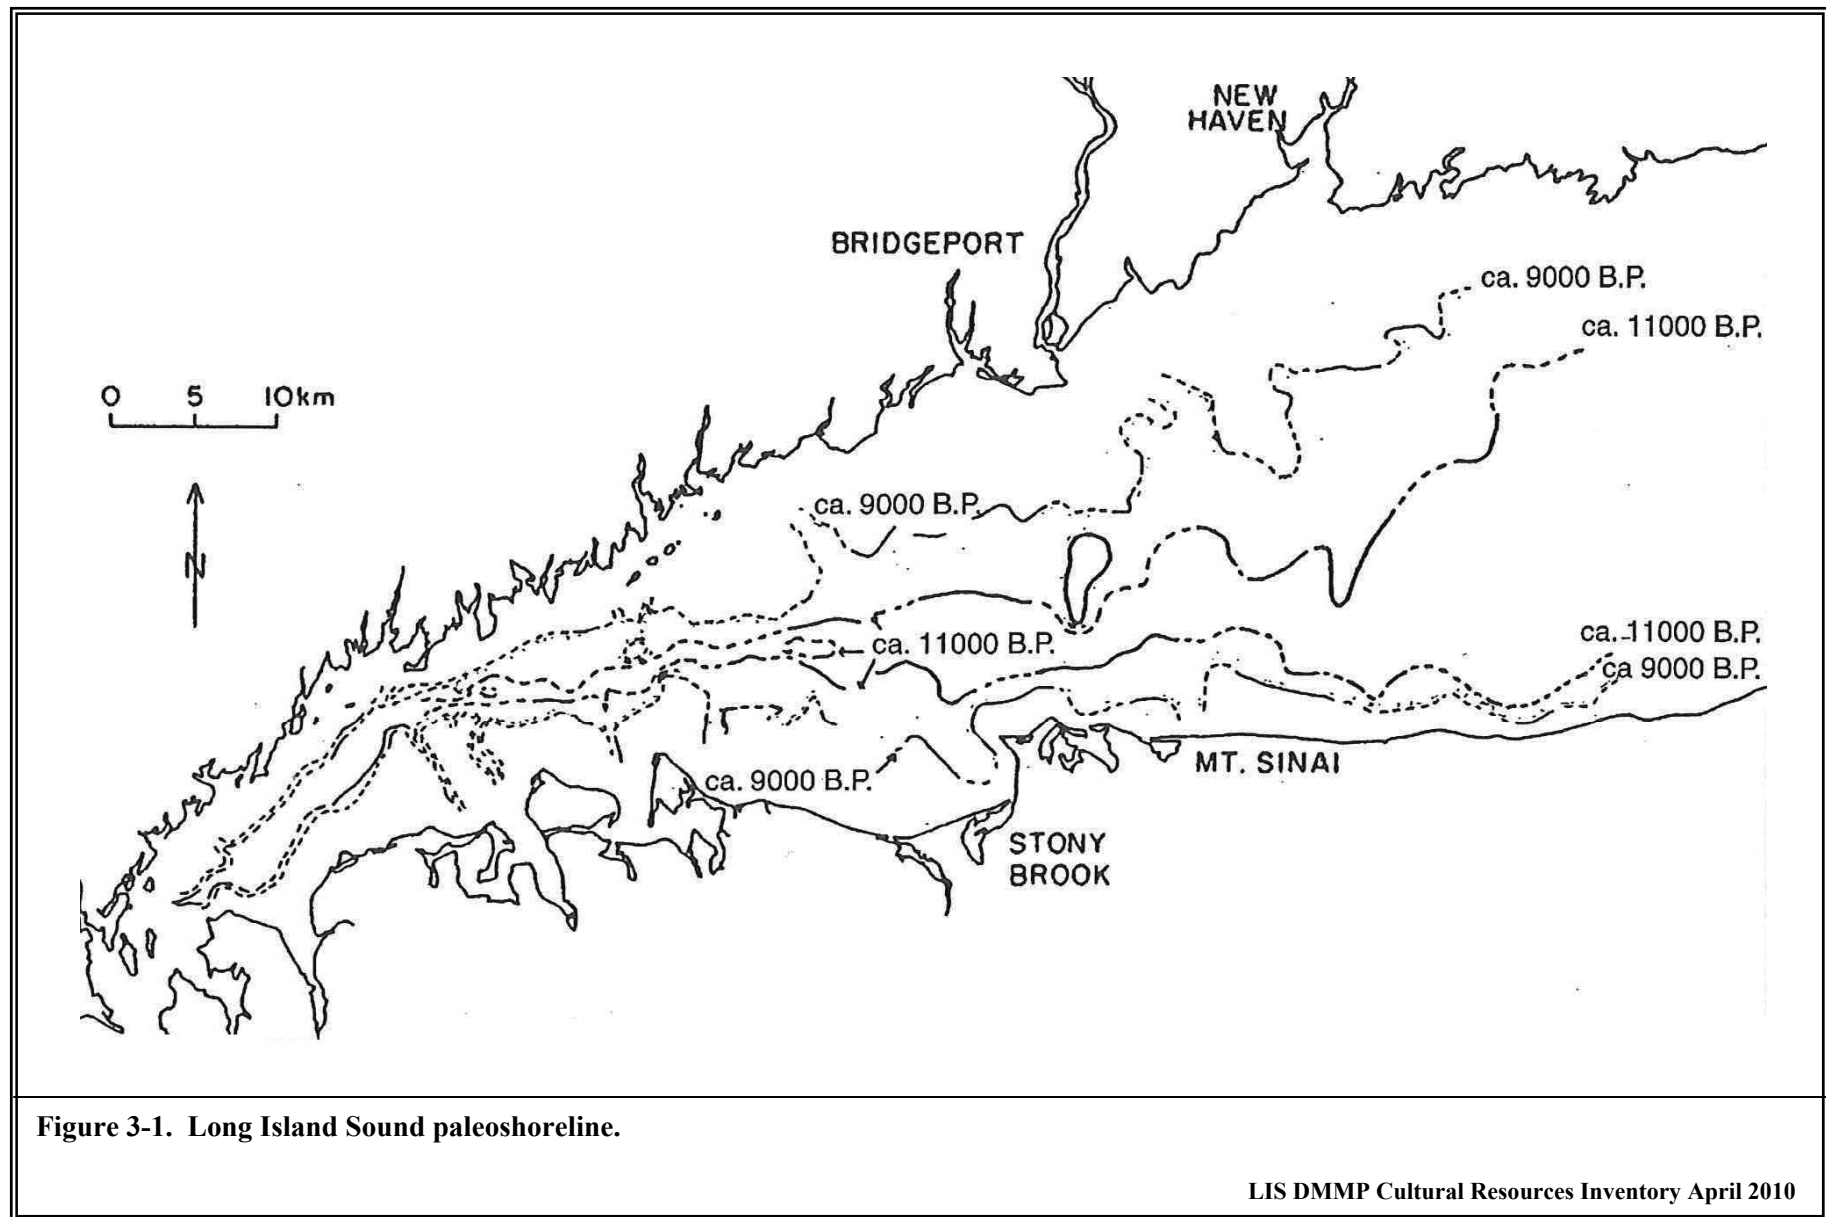 NEW
HAVEN
BRIDGEPORT
ca. 9000 B.P.
ca. 11000 B.P.
0 5 10km
N
ca. 9000 B.P.
ca. 11000 B.P.
ca. 11000 B.P.
ca 9000 B.P.
ca. 9000 B.P.
MT. SINAI
STONY
BROOK
Figure 3-1. Long Island Sound paleoshoreline.
LIS DMMP Cultural Resources Inventory April 2010